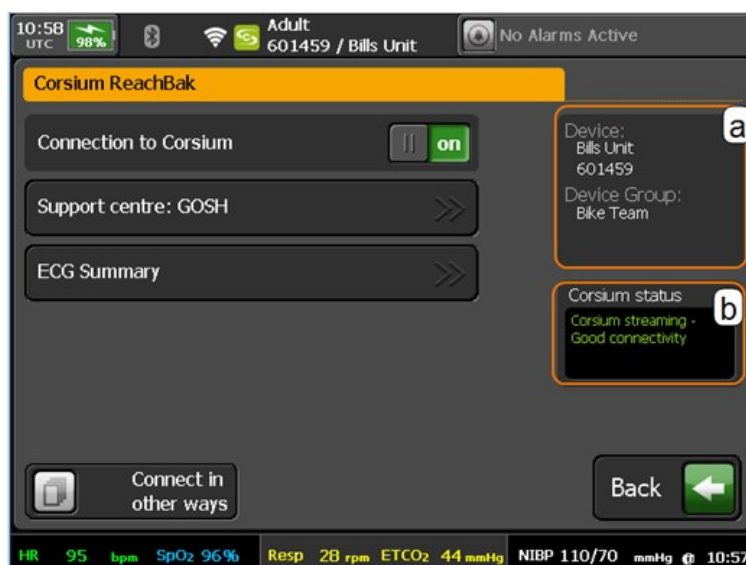 10:58
UTC
98%
Adult
601459 / Bills Unit
No Alarms Active
Corsium ReachBak
Connection to Corsium
on
Support centre: GOSH
ECG Summary
a
Device:
Bills Unit
601459
Device Group:
Bike Team
b
Corsium status
Corsium streaming -
Good connectivity
Connect in
other ways
Back
HR 95 bpm SpO₂ 96% Resp 28 rpm ETCO₂ 44 mmHg NIBP 110/70 mmHg @ 10:57